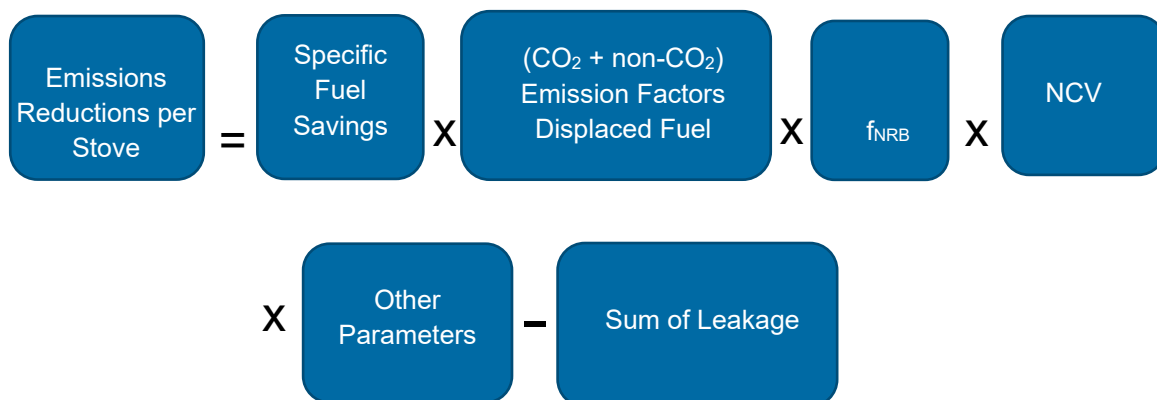 Emissions
Reductions per
Stove
=
Specific
Fuel
Savings
x
(CO₂ + non-CO₂)
Emission Factors
Displaced Fuel
x
fNRB
x
NCV
x
Other
Parameters
–
Sum of Leakage